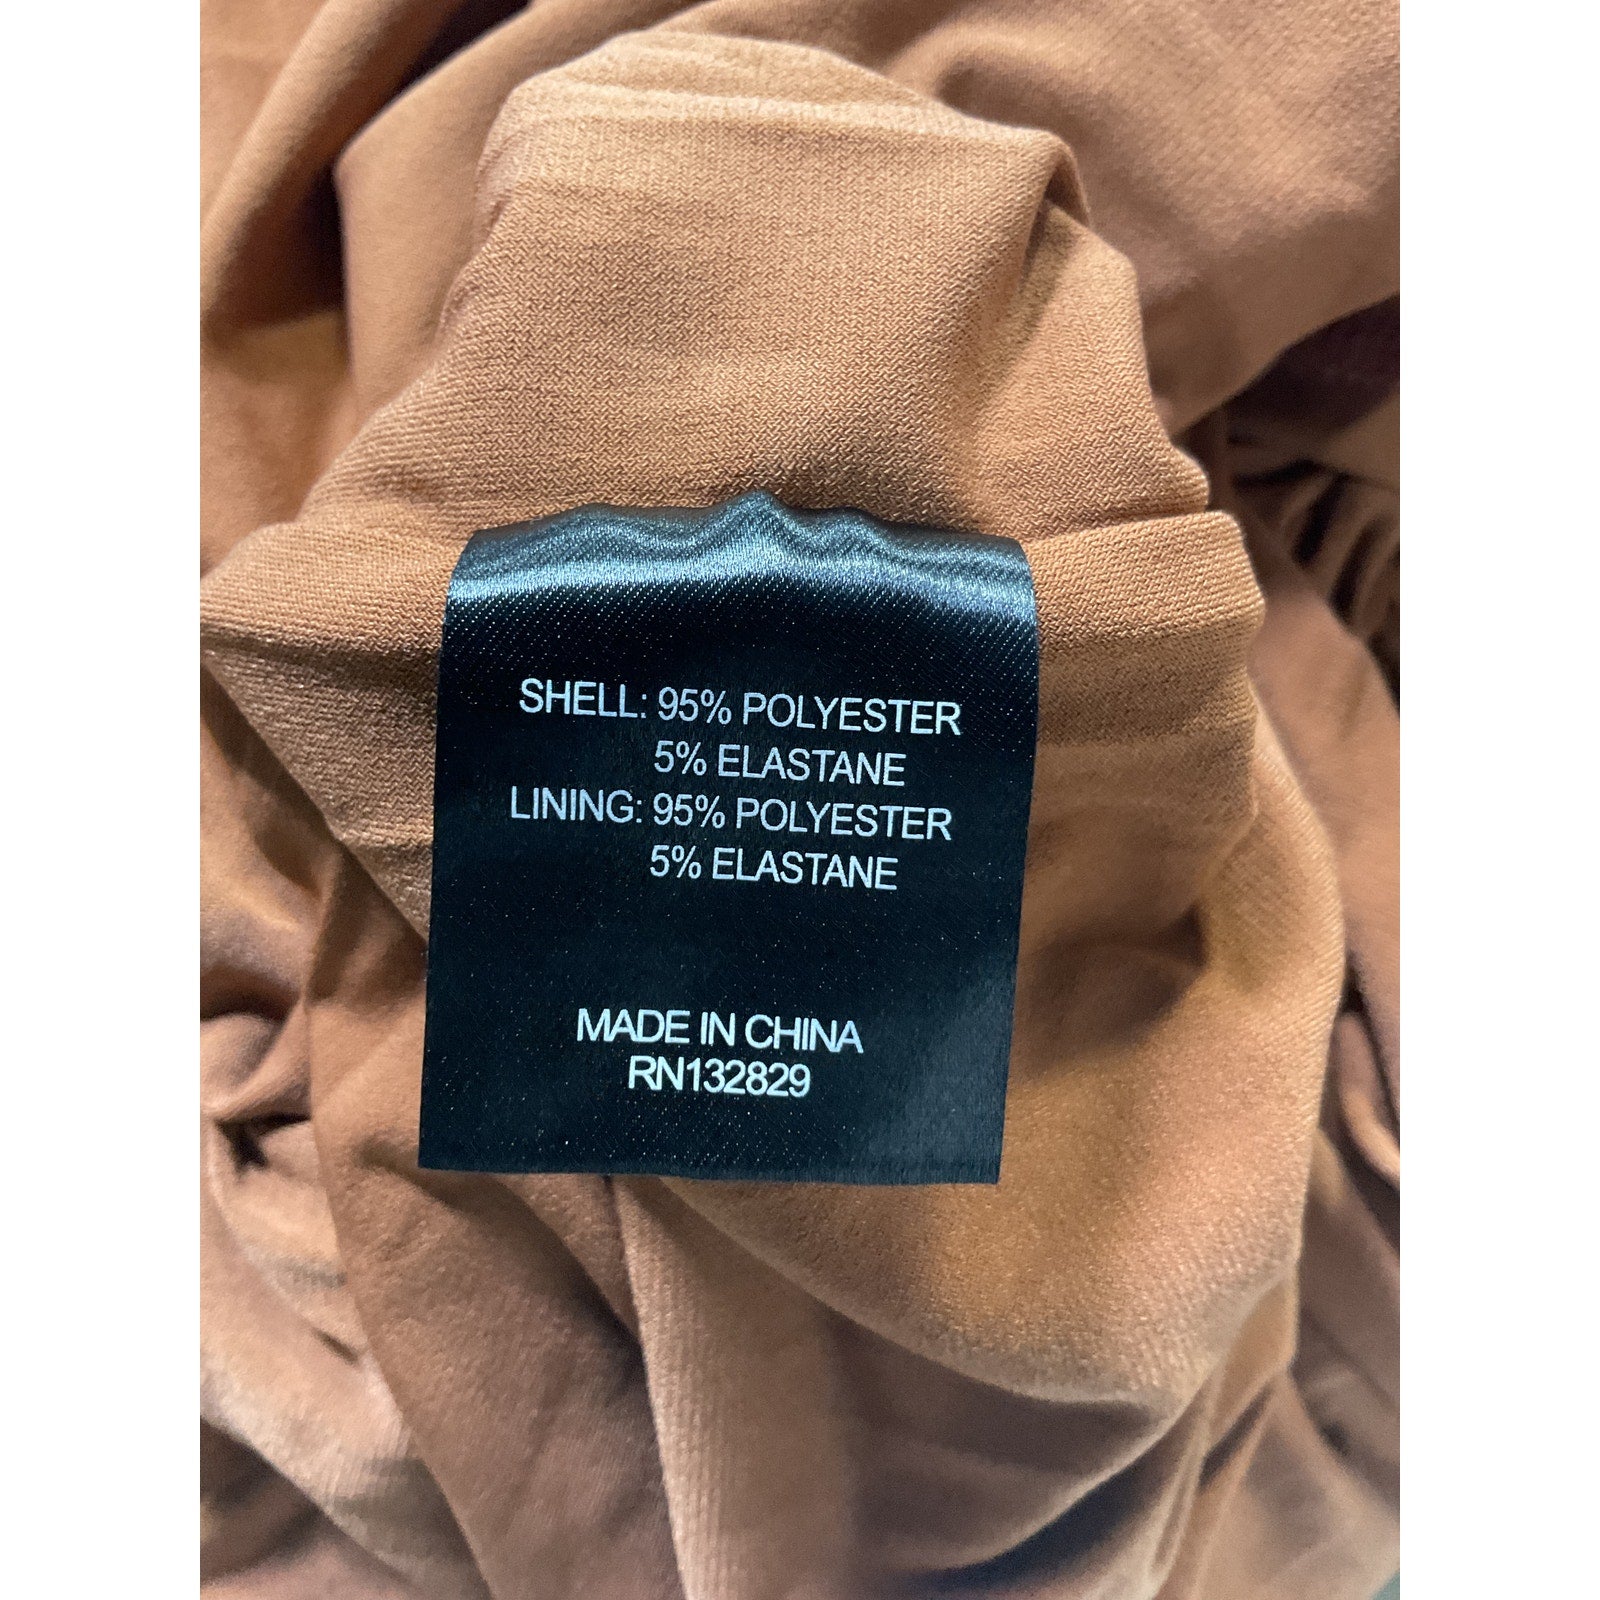 SHELL: 95% POLYESTER
5% ELASTANE
LINING: 95% POLYESTER
5% ELASTANE
MADE IN CHINA
RN132829